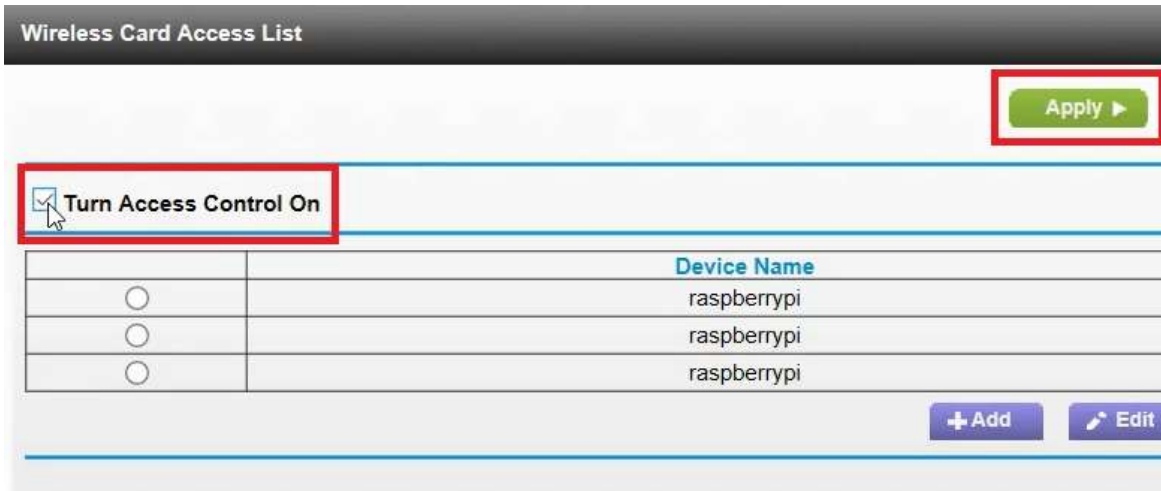 Wireless Card Access List
Apply
Turn Access Control On
Device Name
raspberrypi
raspberrypi
raspberrypi
Add
Edit